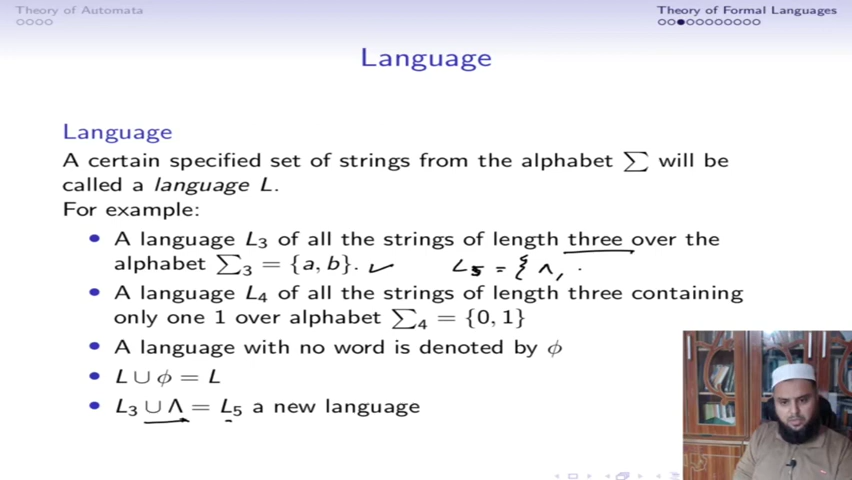 Theory of Automata
Theory of Formal Languages
Language
Language
A certain specified set of strings from the alphabet ∑ will be
called a language L.
For example:
• A language L₃ of all the strings of length three over the
alphabet ∑₃ = {a, b}. ✓ L₅ = { Λ,
• A language L₄ of all the strings of length three containing
only one 1 over alphabet ∑₄ = {0, 1}
• A language with no word is denoted by ϕ
• L ∪ ϕ = L
• L₃ ∪ Λ = L₅ a new language